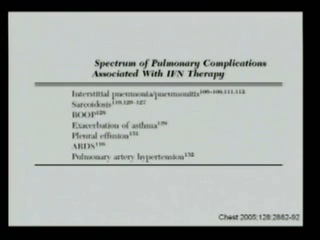 Spectrum of Pulmonary Complications
Associated With IFN Therapy
Interstitial pneumonia/pneumonitis
Sarcoidosis
BOOP
Exacerbation of asthma
Pleural effusion
ARDS
Pulmonary artery hypertension
Chest 2005;128:2862-92